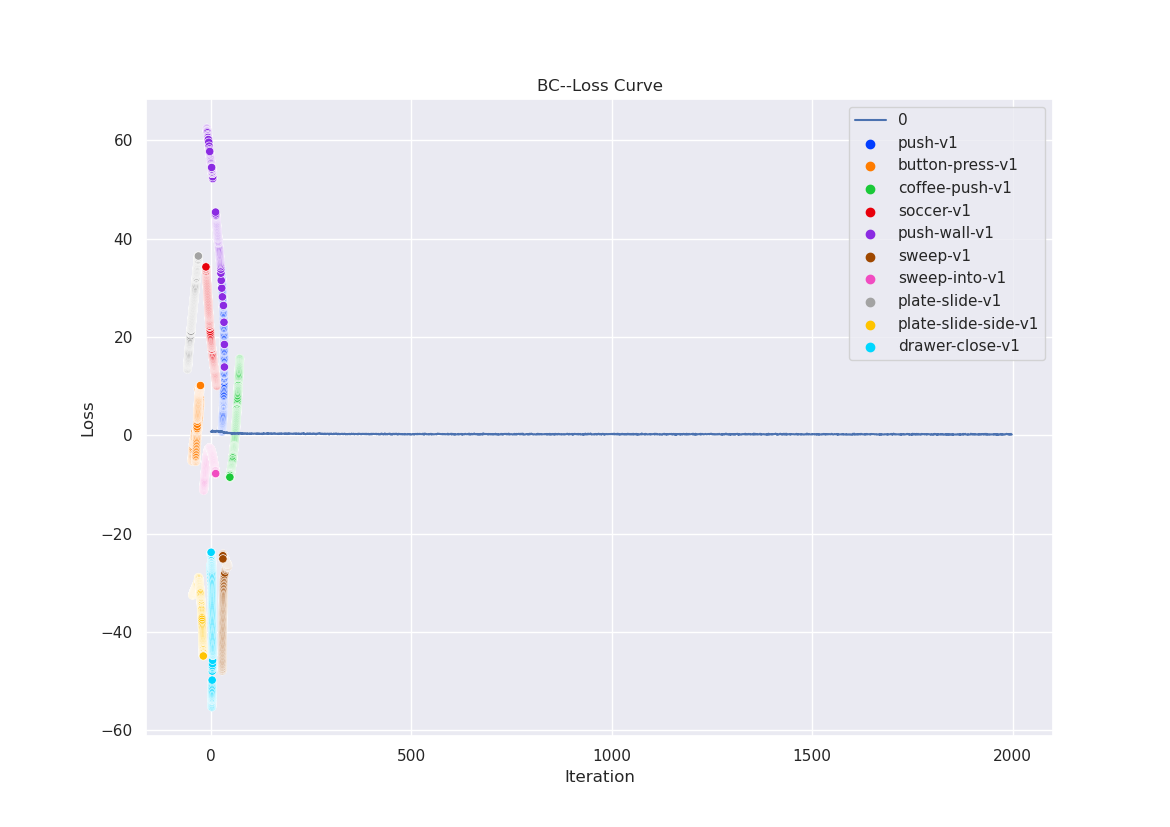 BC--Loss Curve
0
push-v1
button-press-v1
coffee-push-v1
soccer-v1
push-wall-v1
sweep-v1
sweep-into-v1
plate-slide-v1
plate-slide-side-v1
drawer-close-v1
60
40
20
0
−20
−40
−60
Loss
0 500 1000 1500 2000
Iteration